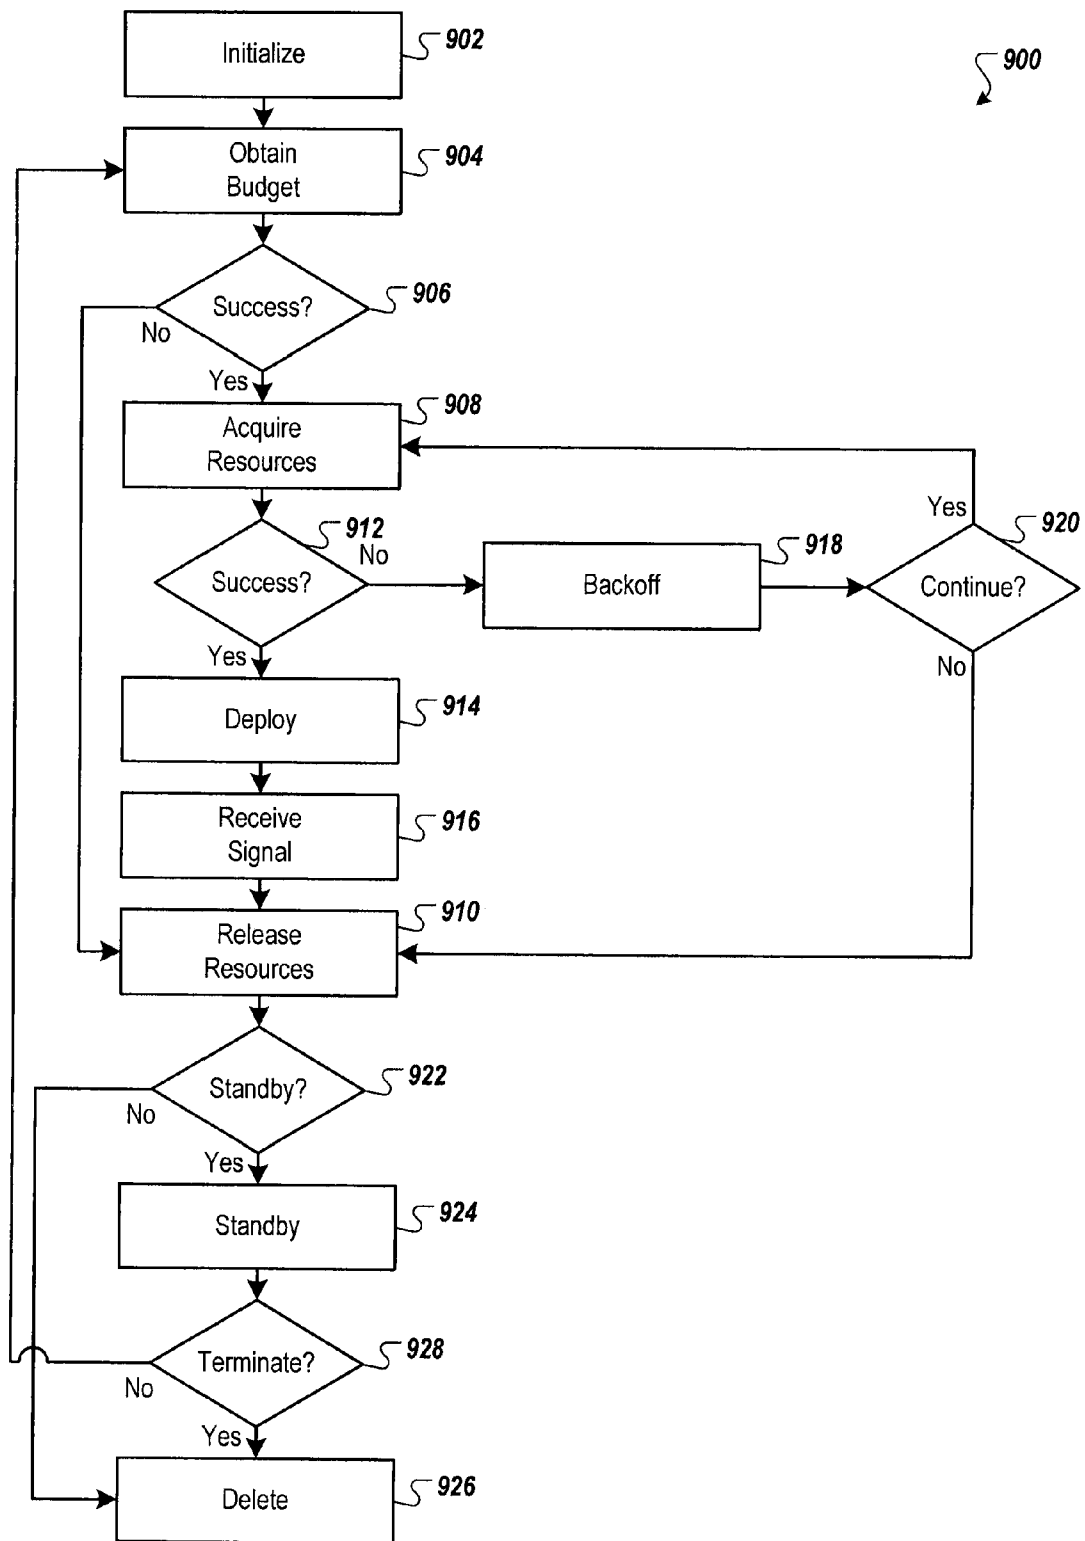 Initialize
902
900
Obtain
Budget
904
Success?
906
No
Yes
Acquire
Resources
908
Success?
912
No
Backoff
918
Yes
Continue?
920
No
Yes
Deploy
914
Receive
Signal
916
Release
Resources
910
Standby?
922
No
Yes
Standby
924
Terminate?
928
No
Yes
Delete
926